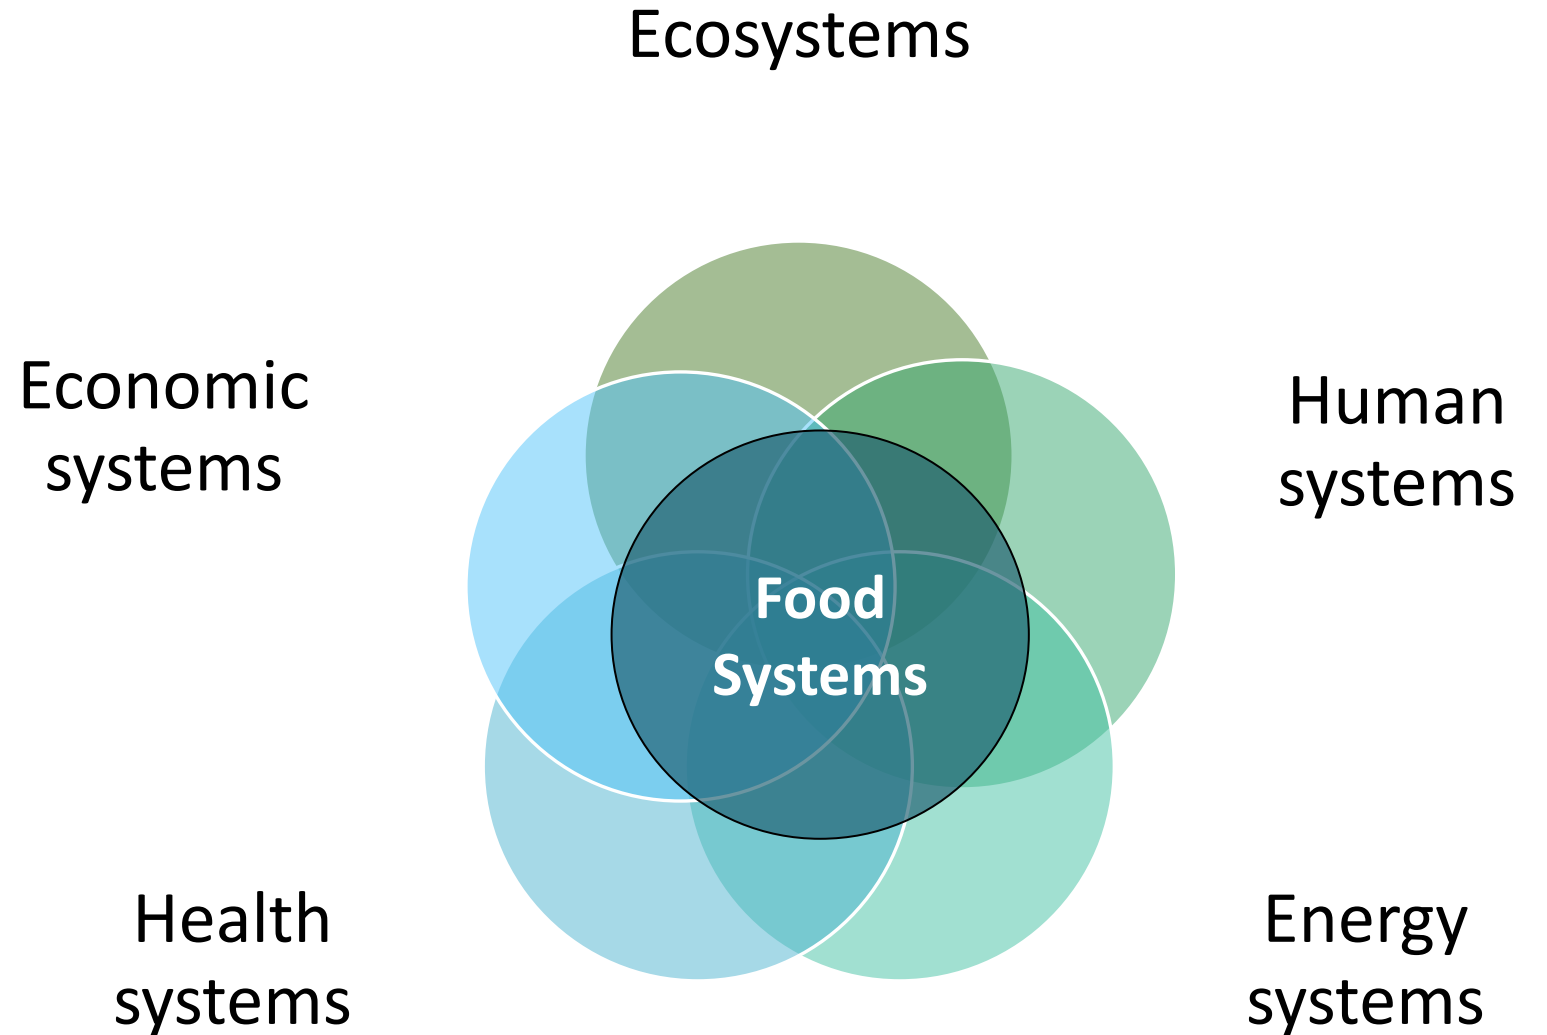 Ecosystems
Economic
systems
Human
systems
Food
Systems
Health
systems
Energy
systems